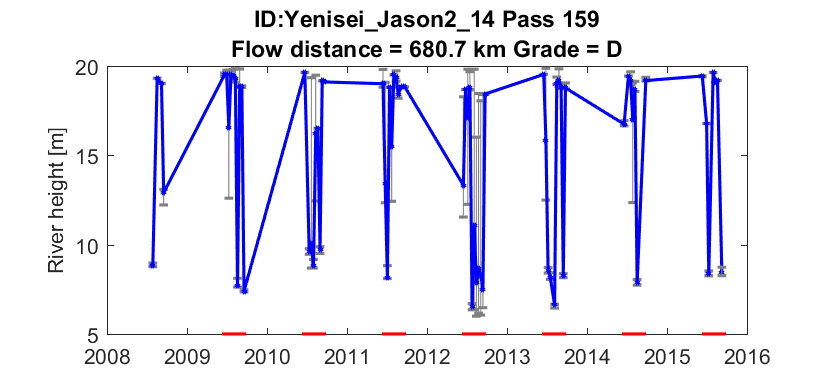 ID:Yenisei_Jason2_14 Pass 159
Flow distance = 680.7 km Grade = D
River height [m]
20
15
10
5
2008 2009 2010 2011 2012 2013 2014 2015 2016